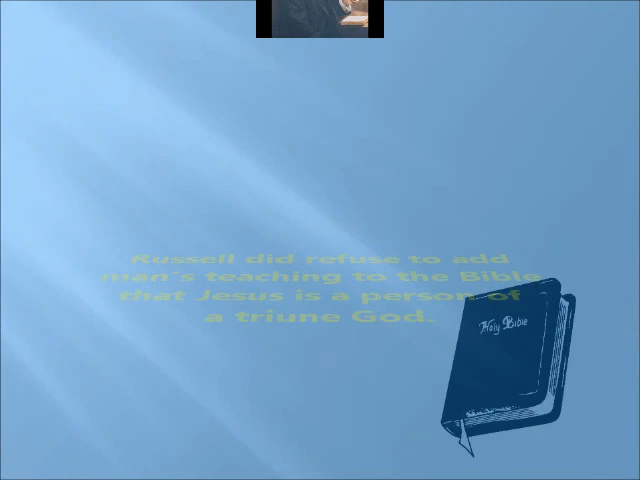 Russell did refuse to add
man's teaching to the Bible
that Jesus is a person of
a triune God.
Holy Bible